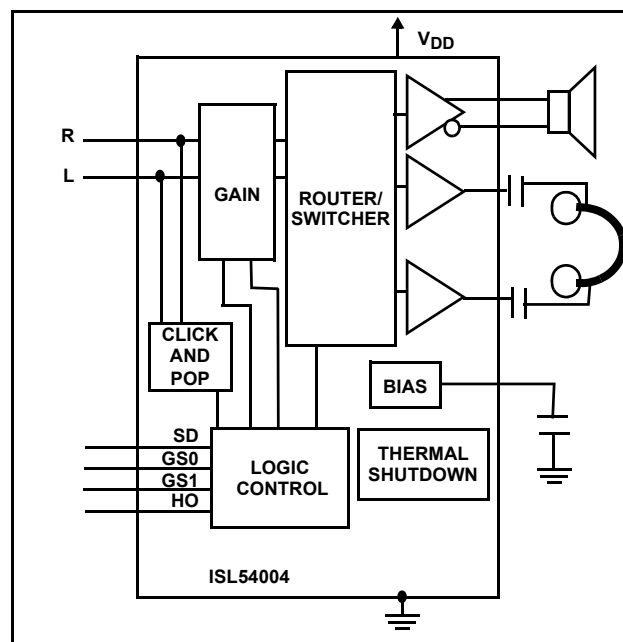 VDD
R
L
GAIN
ROUTER/
SWITCHER
CLICK
AND
POP
BIAS
SD
GS0
GS1
HO
LOGIC
CONTROL
THERMAL
SHUTDOWN
ISL54004